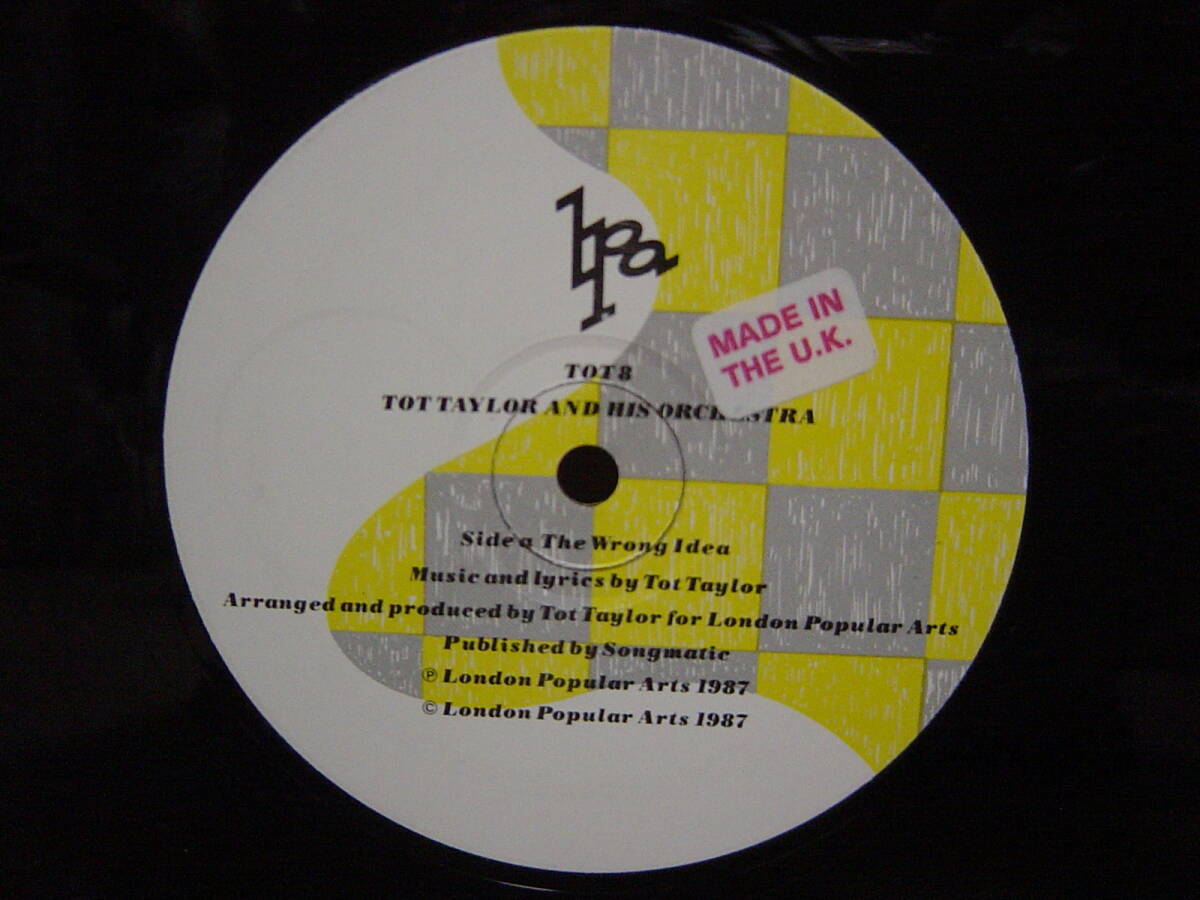 lpa
MADE IN
THE U.K.
TOT 8
TOT TAYLOR AND HIS ORCHESTRA
Side a The Wrong Idea
Music and lyrics by Tot Taylor
Arranged and produced by Tot Taylor for London Popular Arts
Published by Songmatic
℗ London Popular Arts 1987
© London Popular Arts 1987